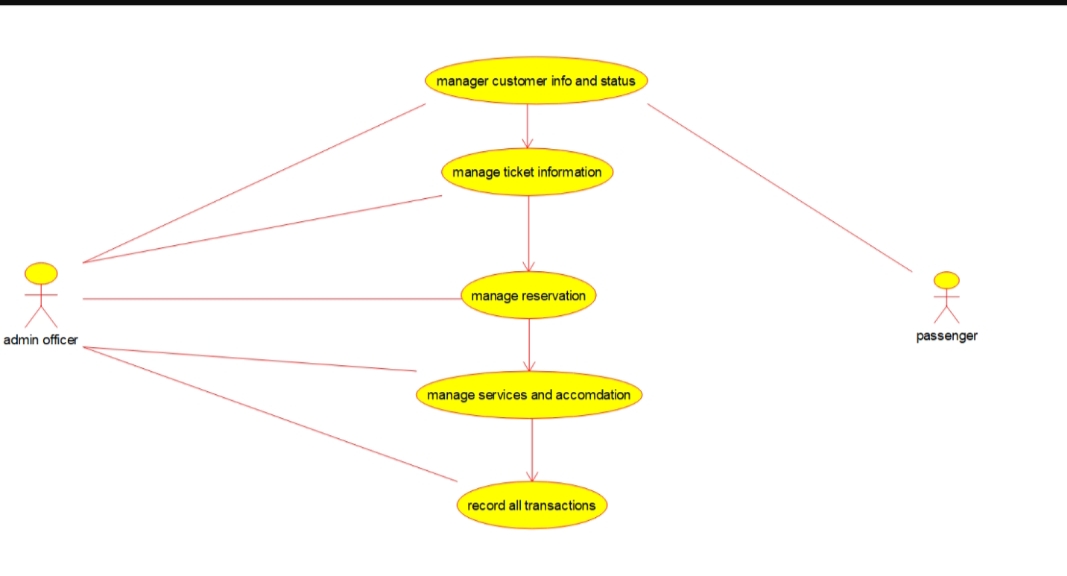 manager customer info and status
manage ticket information
manage reservation
admin officer
passenger
manage services and accomdation
record all transactions